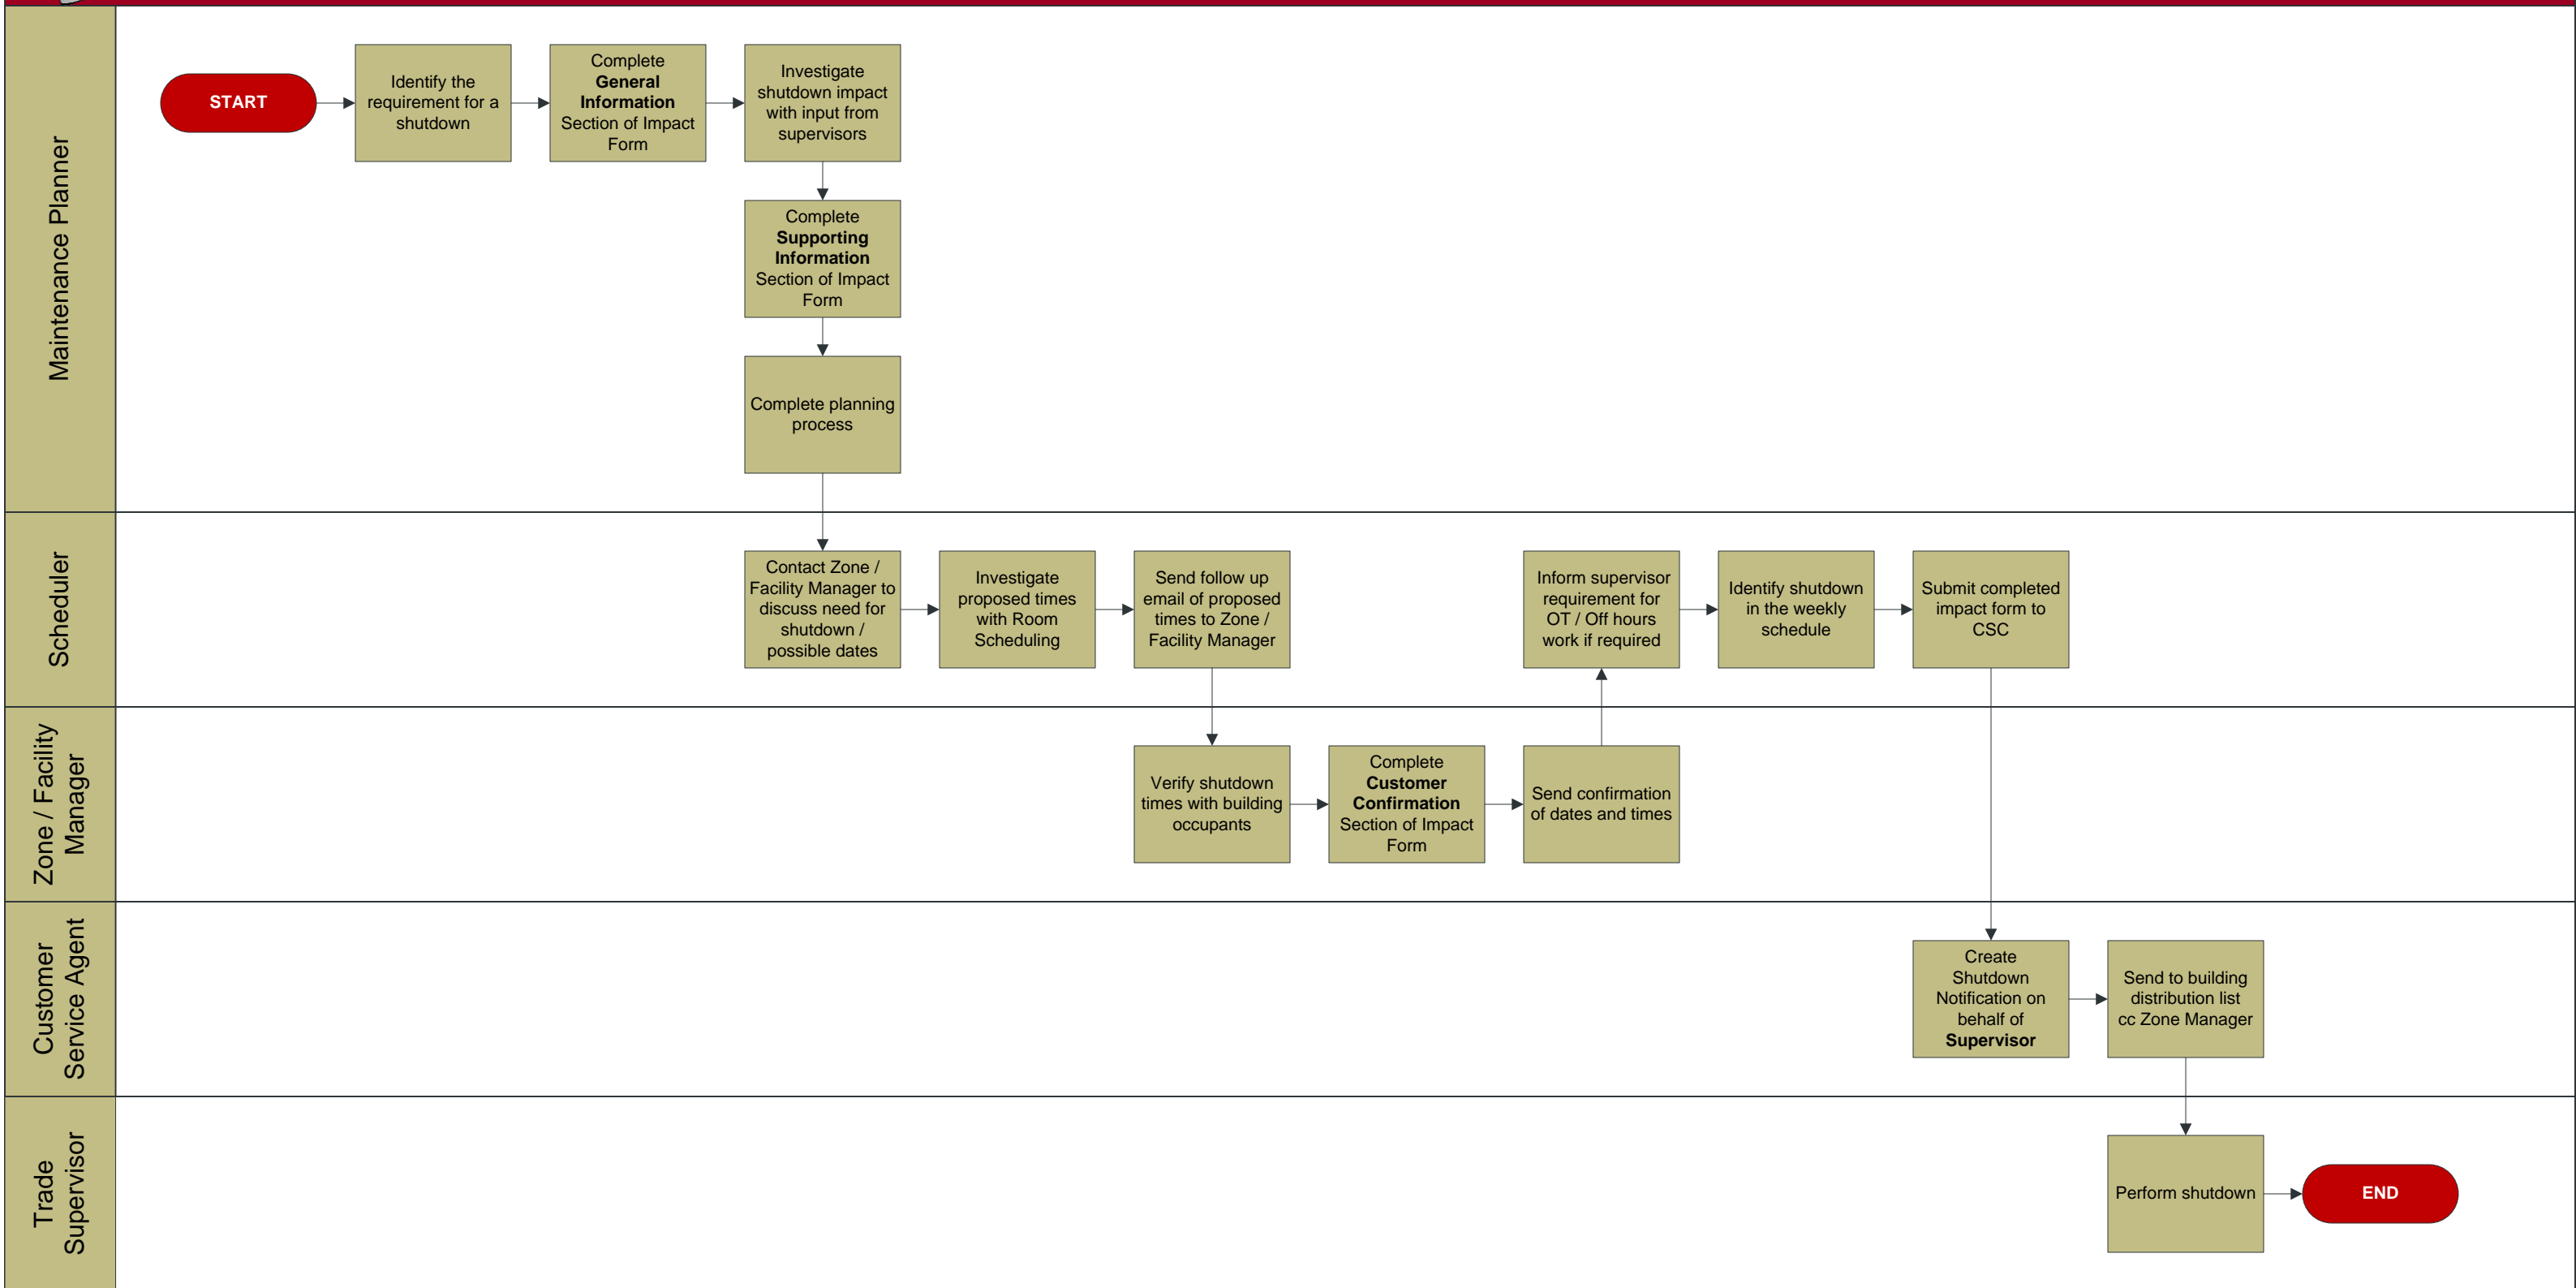 Maintenance Planner
START
Identify the
requirement for a
shutdown
Complete
General
Information
Section of Impact
Form
Investigate
shutdown impact
with input from
supervisors
Complete
Supporting
Information
Section of Impact
Form
Complete planning
process
Scheduler
Contact Zone /
Facility Manager to
discuss need for
shutdown /
possible dates
Investigate
proposed times
with Room
Scheduling
Send follow up
email of proposed
times to Zone /
Facility Manager
Inform supervisor
requirement for
OT / Off hours
work if required
Identify shutdown
in the weekly
schedule
Submit completed
impact form to
CSC
Zone / Facility
Manager
Verify shutdown
times with building
occupants
Complete
Customer
Confirmation
Section of Impact
Form
Send confirmation
of dates and times
Customer
Service Agent
Create
Shutdown
Notification on
behalf of
Supervisor
Send to building
distribution list
cc Zone Manager
Trade
Supervisor
Perform shutdown
END